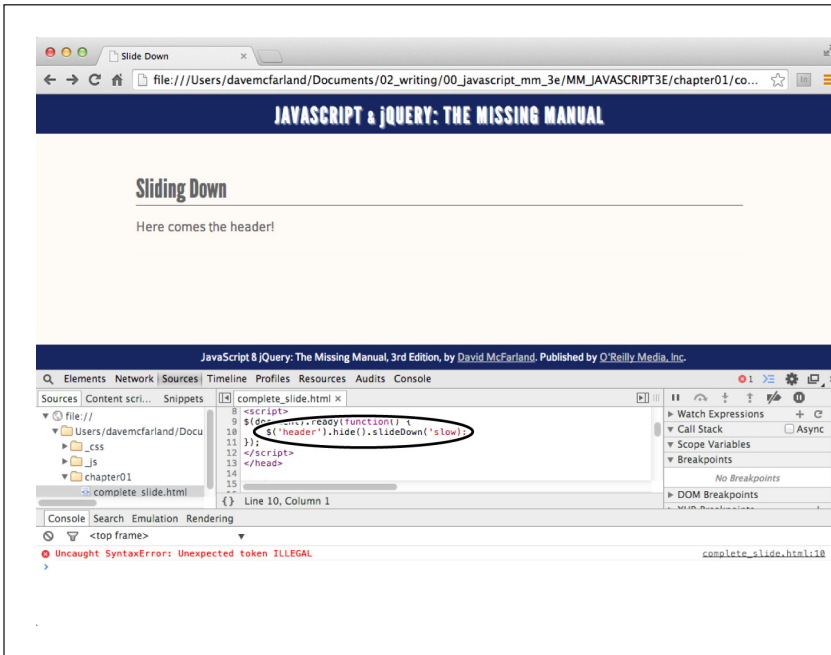 Slide Down ×
file:///Users/davemcfarland/Documents/02_writing/00_javascript_mm_3e/MM_JAVASCRIPT3E/chapter01/co...
JAVASCRIPT & jQUERY: THE MISSING MANUAL
Sliding Down
Here comes the header!
JavaScript & jQuery: The Missing Manual, 3rd Edition, by David McFarland. Published by O'Reilly Media, Inc.
Elements Network Sources Timeline Profiles Resources Audits Console 1
Sources Content scri... Snippets complete_slide.html ×
file://
Users/davemcfarland/Docu
_css
_js
chapter01
complete_slide.html
8 <script>
9 $(document).ready(function() {
10 $('header').hide().slideDown('slow);
11 });
12 </script>
13 </head>
14
15
{} Line 10, Column 1
Watch Expressions + C
Call Stack Async
Scope Variables
Breakpoints
No Breakpoints
DOM Breakpoints
Console Search Emulation Rendering
<top frame>
Uncaught SyntaxError: Unexpected token ILLEGAL complete_slide.html:10
>